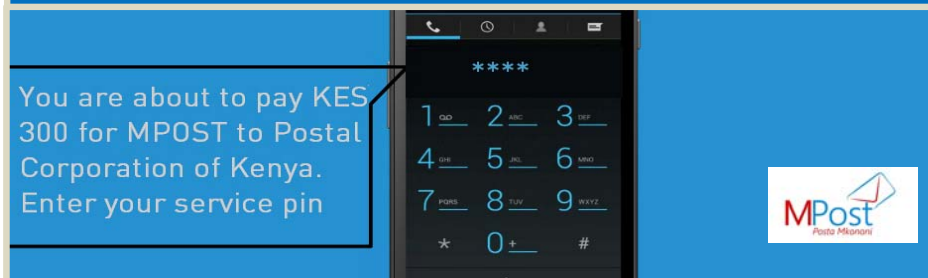 ****
You are about to pay KES
300 for MPOST to Postal
Corporation of Kenya.
Enter your service pin
1 2 ABC 3 DEF
4 GHI 5 JKL 6 MNO
7 PQRS 8 TUV 9 WXYZ
* 0 + #
MPost
Posta Mkononi